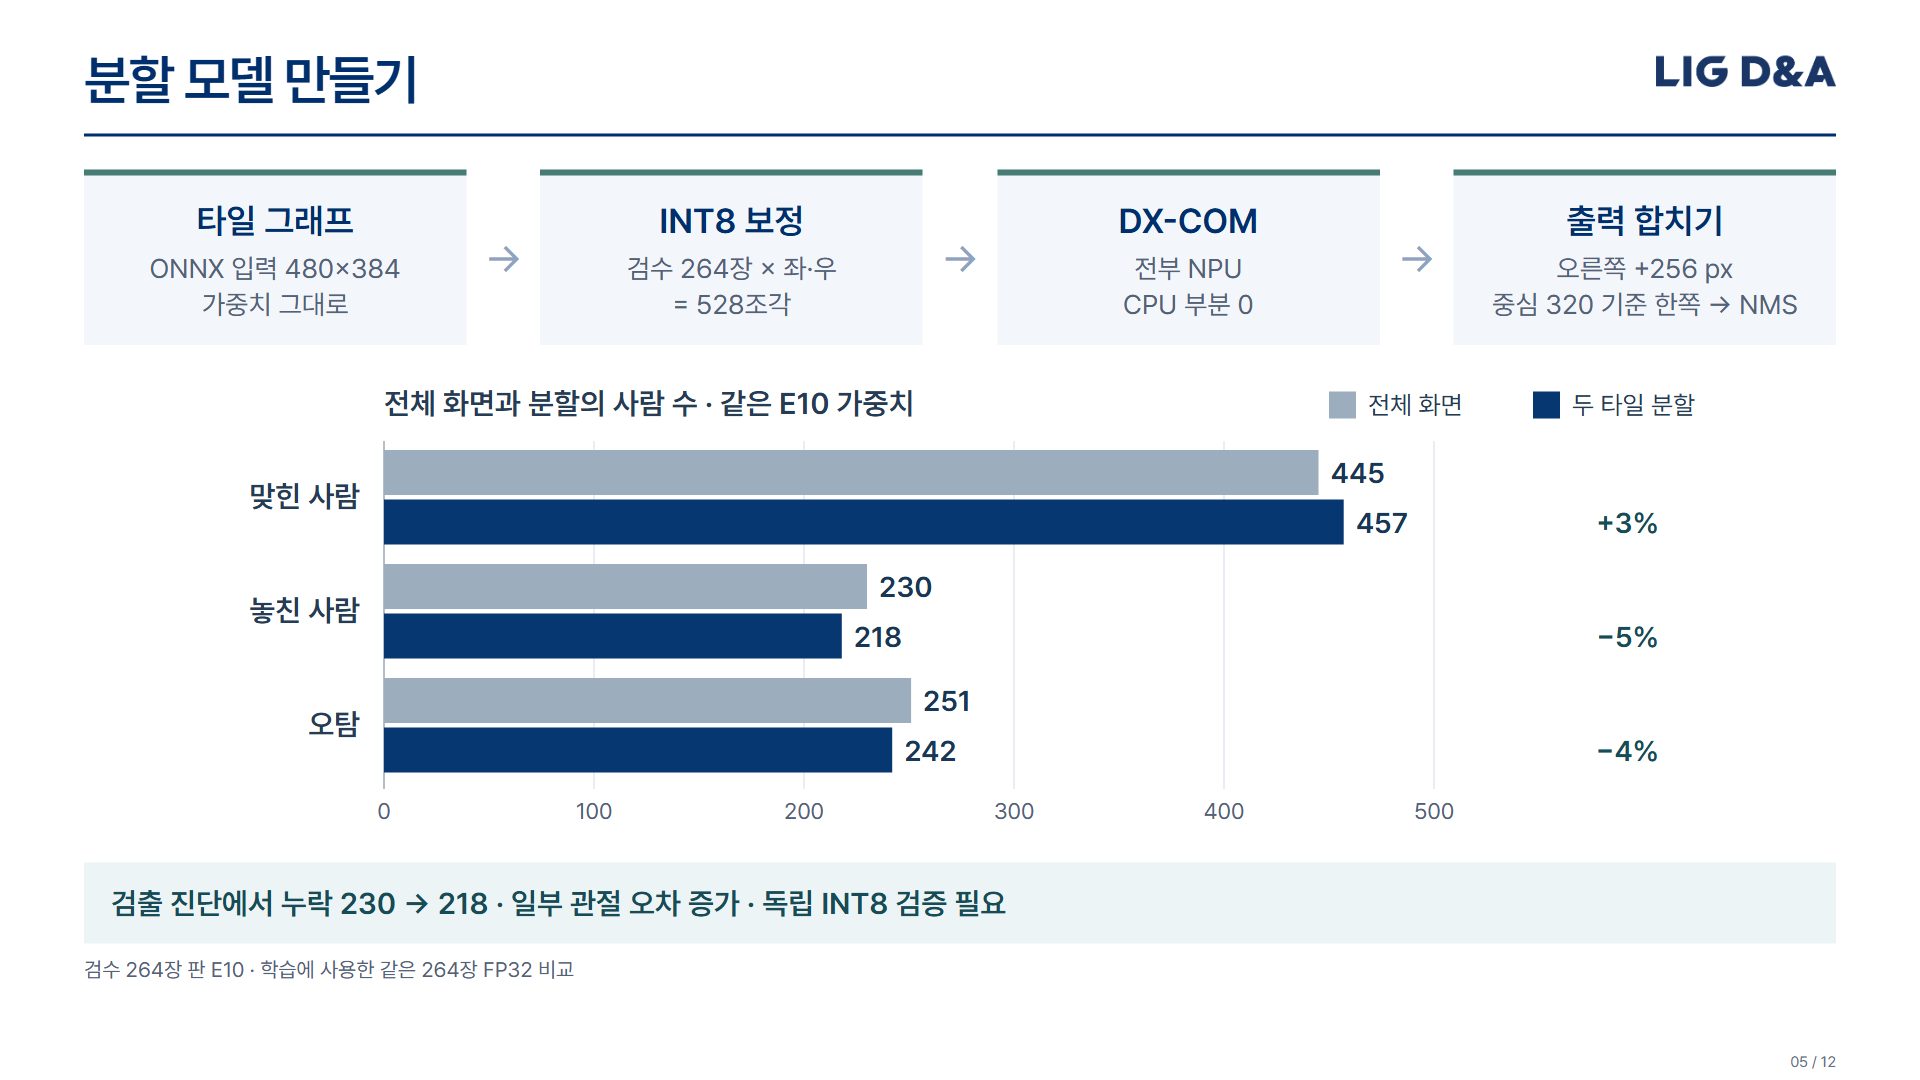 분할 모델 만들기
LIG D&A
타일 그래프
ONNX 입력 480×384
가중치 그대로
→
INT8 보정
검수 264장 × 좌·우
= 528조각
→
DX-COM
전부 NPU
CPU 부분 0
→
출력 합치기
오른쪽 +256 px
중심 320 기준 한쪽 → NMS
전체 화면과 분할의 사람 수 · 같은 E10 가중치
전체 화면
두 타일 분할
맞힌 사람
445
457
+3%
놓친 사람
230
218
−5%
오탐
251
242
−4%
0
100
200
300
400
500
검출 진단에서 누락 230 → 218 · 일부 관절 오차 증가 · 독립 INT8 검증 필요
검수 264장 판 E10 · 학습에 사용한 같은 264장 FP32 비교
05 / 12